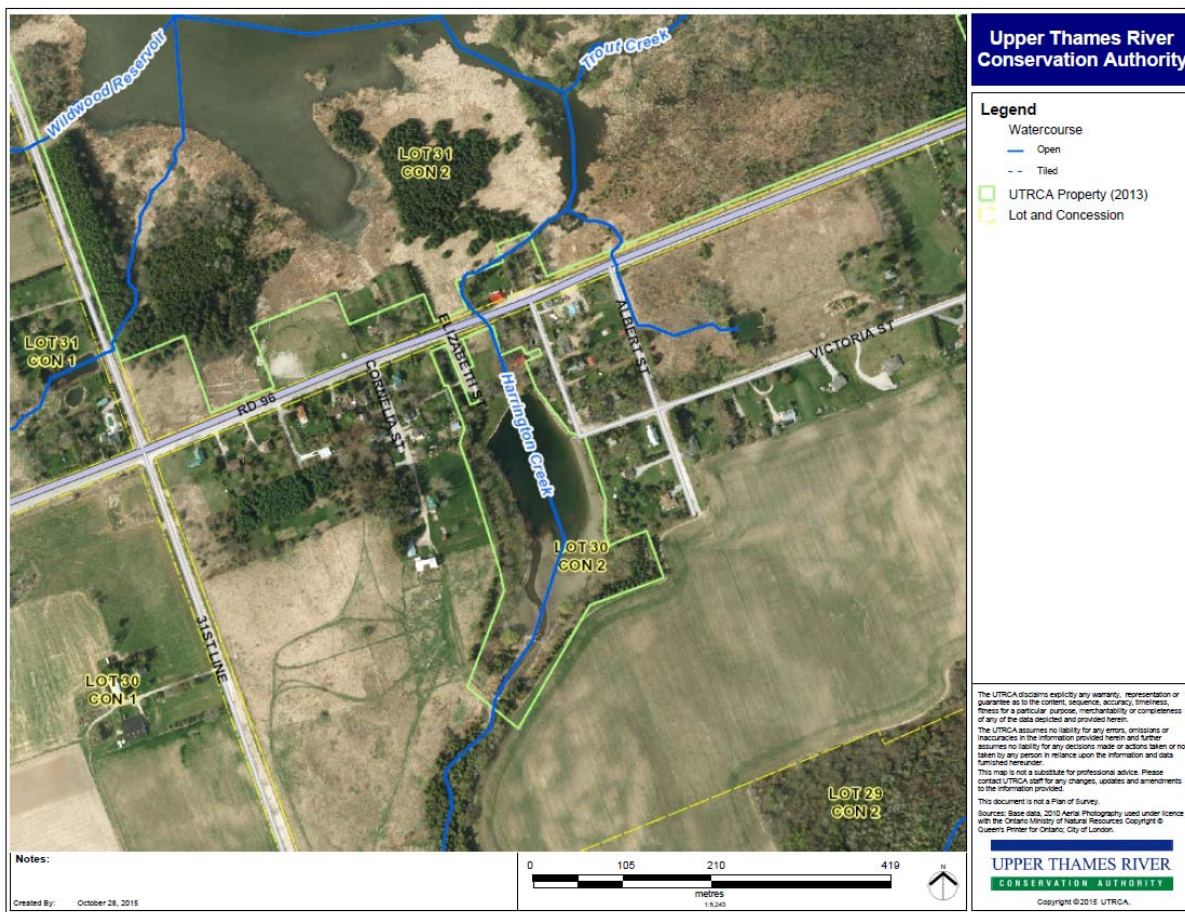 Upper Thames River
Conservation Authority
Legend
Watercourse
Open
Tiled
UTRCA Property (2013)
Lot and Concession
Wildwood Reservoir
Trout Creek
LOT 31
CON 2
LOT 31
CON 1
RD 96
CORNELIA ST
ELIZABETH ST
Harrington Creek
ALBERT ST
VICTORIA ST
LOT 30
CON 2
31ST LINE
LOT 30
CON 1
LOT 29
CON 2
The UTRCA disclaims explicitly any warranty, representation or
guarantee as to the content, sequence, accuracy, timeliness,
fitness for a particular purpose, merchantability or completeness
of any of the data depicted and provided herein.
The UTRCA assumes no liability for any errors, omissions or
inaccuracies in the information provided herein and further
assumes no liability for any decisions made or actions taken or not
taken by any person in reliance upon the information and data
furnished hereunder.
This map is not a substitute for professional advice. Please
contact UTRCA staff for any changes, updates and amendments
to the information provided.
This document is not a Plan of Survey.
Sources: Base data, 2010 Aerial Photography used under licence
with the Ontario Ministry of Natural Resources Copyright ©
Queen's Printer for Ontario; City of London.
UPPER THAMES RIVER
CONSERVATION AUTHORITY
Copyright ©2015 UTRCA.
Notes:
Created By: October 28, 2015
0 105 210 419
metres
1:5,243
N